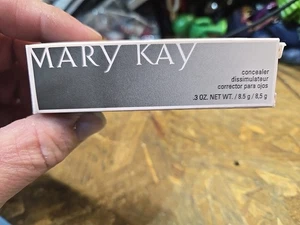 MARY KAY
concealer
dissimulateur
corrector para ojos
.3 OZ. NET WT. / 8.5 g / 8,5 g